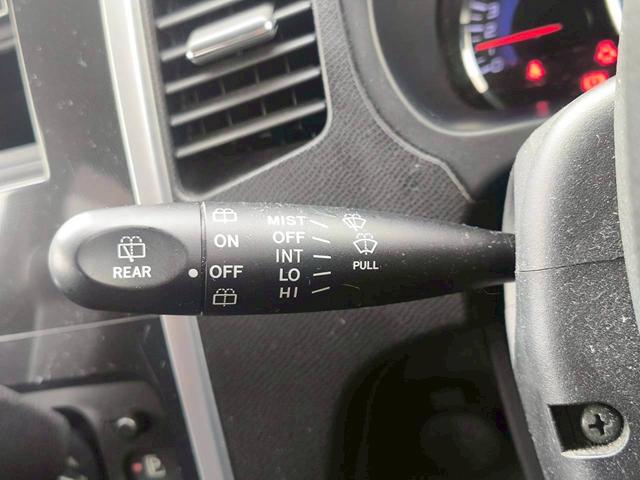 REAR
ON
OFF
MIST
OFF
INT
LO
HI
PULL